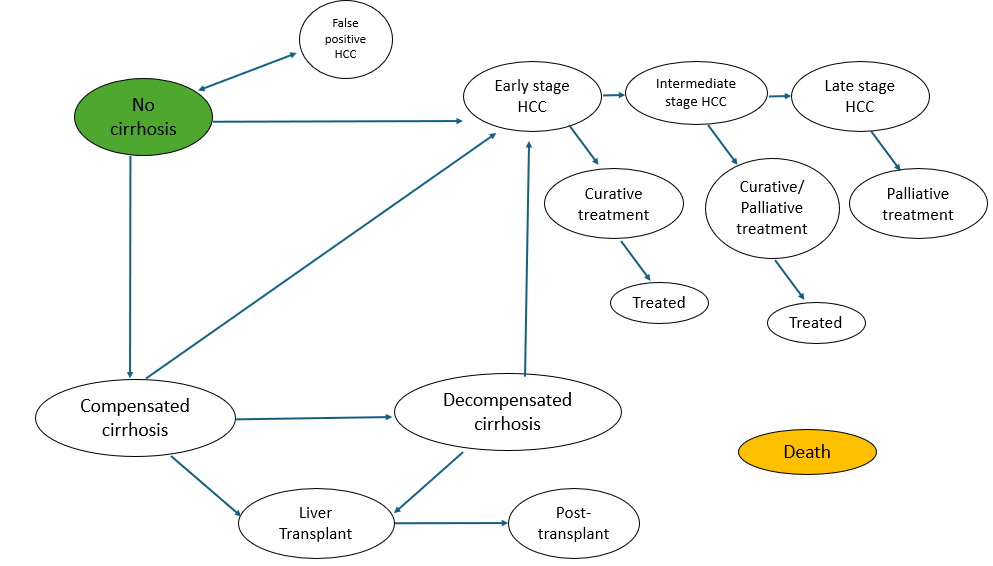 False
positive
HCC
No
cirrhosis
Early stage
HCC
Intermediate
stage HCC
Late stage
HCC
Curative
treatment
Curative/
Palliative
treatment
Palliative
treatment
Treated
Treated
Compensated
cirrhosis
Decompensated
cirrhosis
Death
Liver
Transplant
Post-
transplant